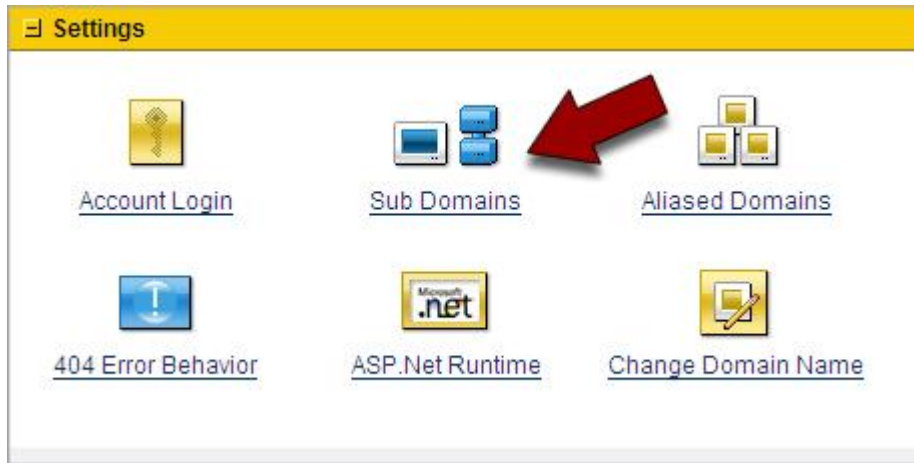 Settings
Account Login
Sub Domains
Aliased Domains
Microsoft
.net
404 Error Behavior
ASP.Net Runtime
Change Domain Name